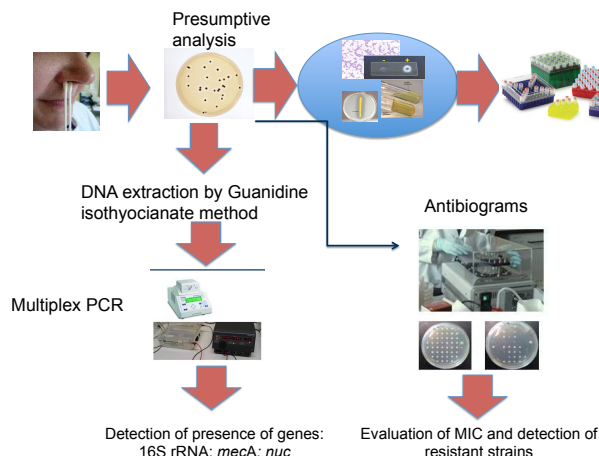 Presumptive
analysis
DNA extraction by Guanidine
isothyocianate method
Antibiograms
Multiplex PCR
Detection of presence of genes:
16S rRNA; mecA; nuc
Evaluation of MIC and detection of
resistant strains